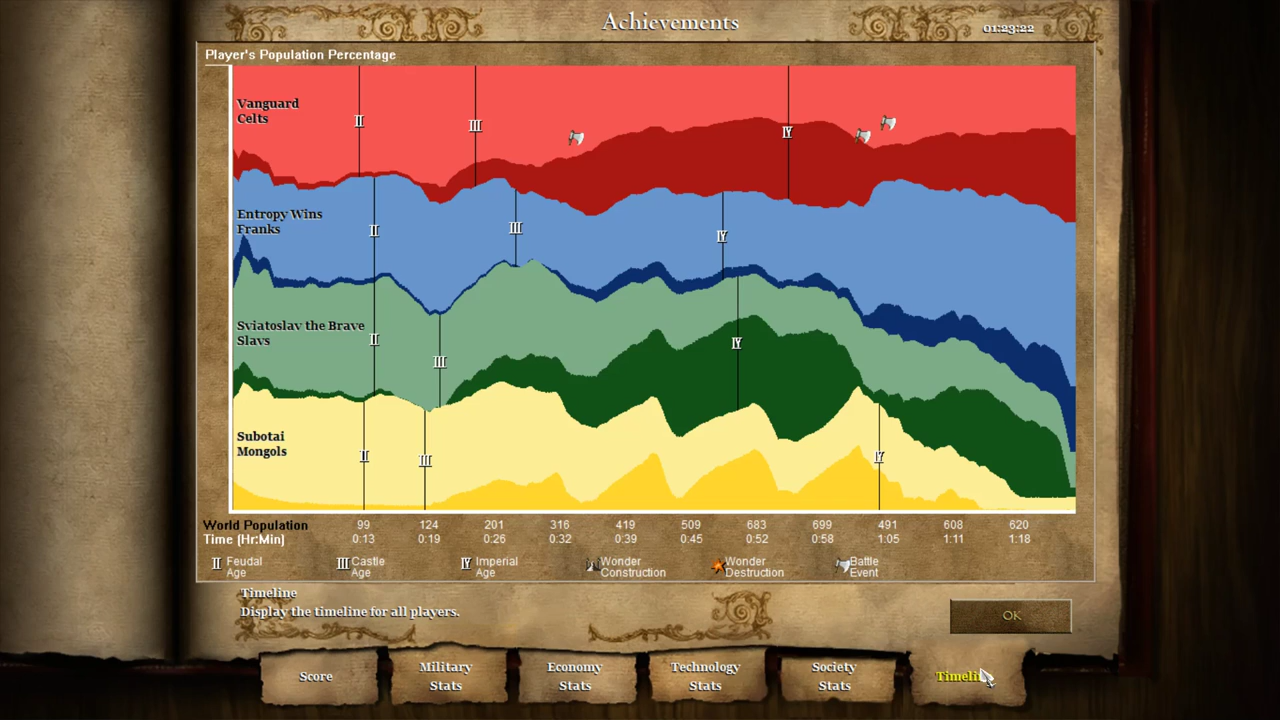 Achievements
01:23:22
Player's Population Percentage
Vanguard
Celts
II
III
IV
Entropy Wins
Franks
II
III
IV
Sviatoslav the Brave
Slavs
II
III
IV
Subotai
Mongols
II
III
IV
World Population 99 124 201 316 419 509 683 699 491 608 620
Time (Hr:Min) 0:13 0:19 0:26 0:32 0:39 0:45 0:52 0:58 1:05 1:11 1:18
II Feudal Age
III Castle Age
IV Imperial Age
Wonder Construction
Wonder Destruction
Battle Event
Timeline
Display the timeline for all players.
OK
Score
Military Stats
Economy Stats
Technology Stats
Society Stats
Timeline